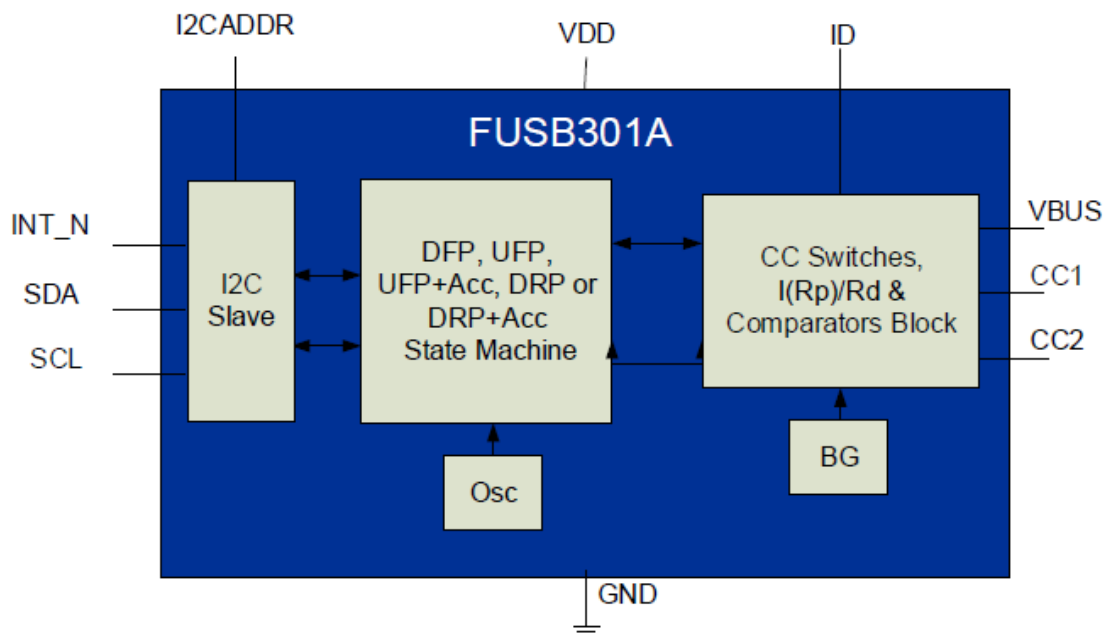 I2CADDR
VDD
ID
FUSB301A
INT_N
SDA
SCL
I2C
Slave
DFP, UFP,
UFP+Acc, DRP or
DRP+Acc
State Machine
CC Switches,
I(Rp)/Rd &
Comparators Block
VBUS
CC1
CC2
Osc
BG
GND